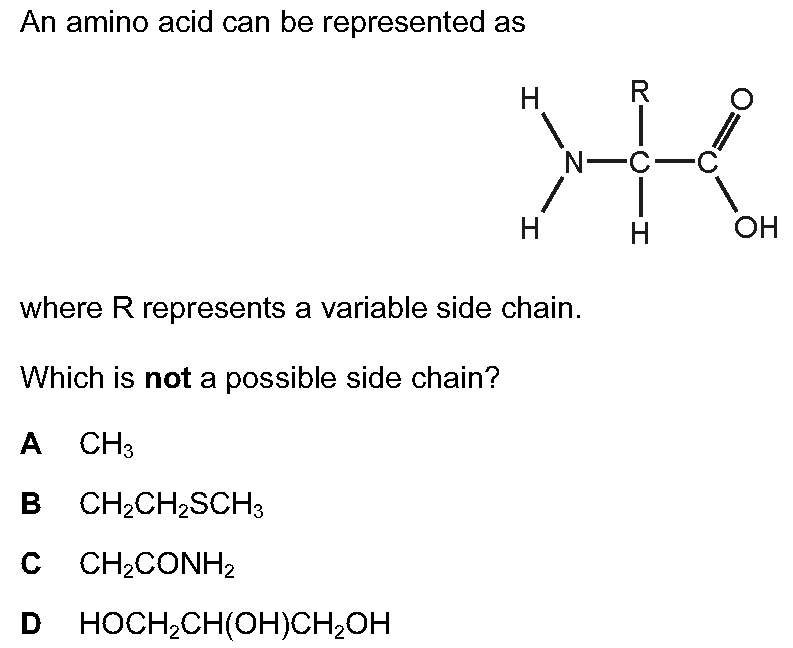 An amino acid can be represented as
H R O
N C C
H H OH
where R represents a variable side chain.
Which is not a possible side chain?
A CH₃
B CH₂CH₂SCH₃
C CH₂CONH₂
D HOCH₂CH(OH)CH₂OH